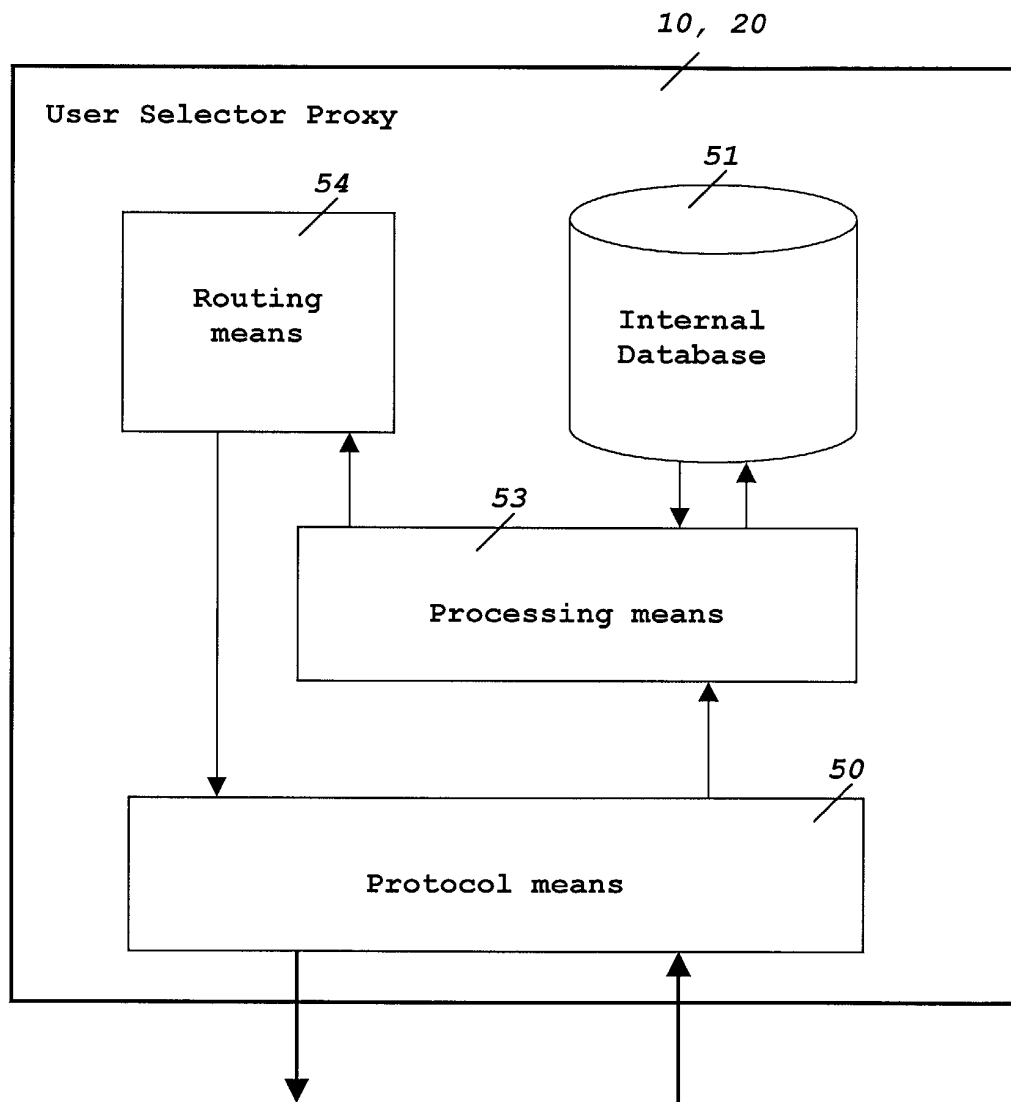 10, 20
User Selector Proxy
54
51
Routing
means
Internal
Database
53
Processing means
50
Protocol means